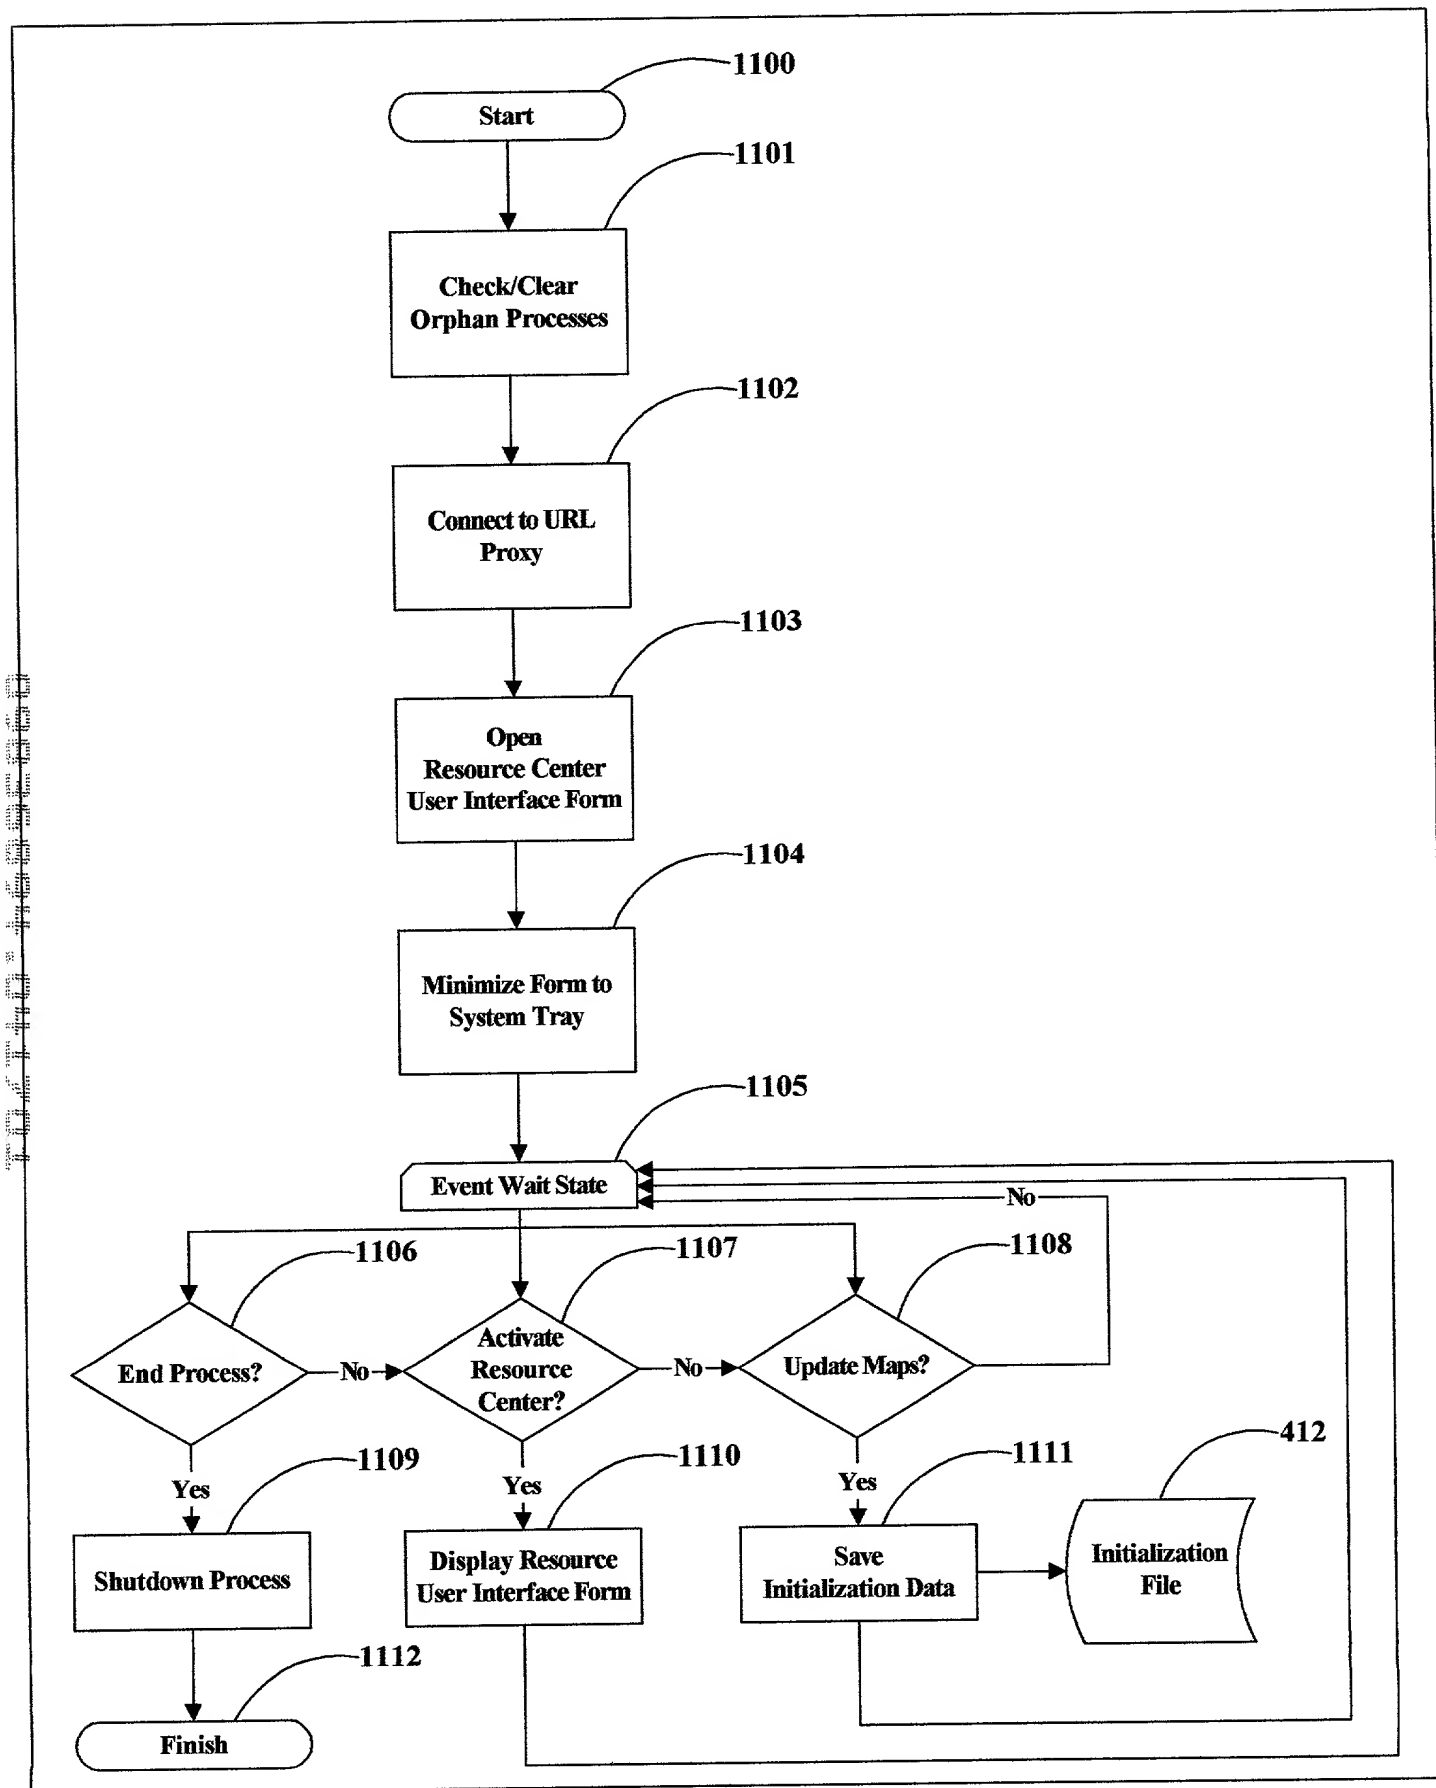 1100
Start
1101
Check/Clear
Orphan Processes
1102
Connect to URL
Proxy
1103
Open
Resource Center
User Interface Form
1104
Minimize Form to
System Tray
1105
Event Wait State
No
1106
1107
1108
End Process?
No
Activate
Resource
Center?
No
Update Maps?
Yes
1109
Yes
1110
Yes
1111
412
Shutdown Process
Display Resource
User Interface Form
Save
Initialization Data
Initialization
File
1112
Finish